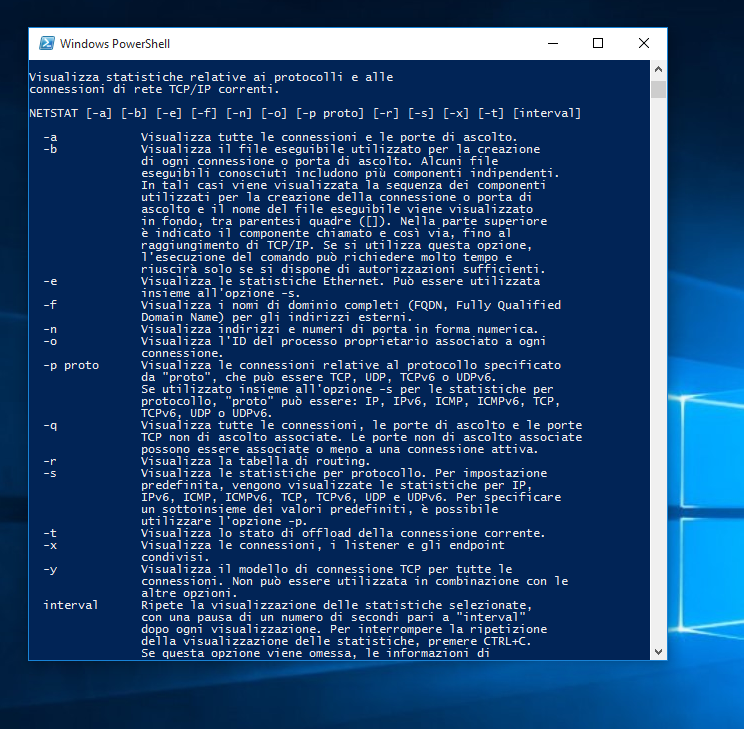 Windows PowerShell
Visualizza statistiche relative ai protocolli e alle
connessioni di rete TCP/IP correnti.
NETSTAT [-a] [-b] [-e] [-f] [-n] [-o] [-p proto] [-r] [-s] [-x] [-t] [interval]
-a Visualizza tutte le connessioni e le porte di ascolto.
-b Visualizza il file eseguibile utilizzato per la creazione
di ogni connessione o porta di ascolto. Alcuni file
eseguibili conosciuti includono più componenti indipendenti.
In tali casi viene visualizzata la sequenza dei componenti
utilizzati per la creazione della connessione o porta di
ascolto e il nome del file eseguibile viene visualizzato
in fondo, tra parentesi quadre ([]). Nella parte superiore
è indicato il componente chiamato e così via, fino al
raggiungimento di TCP/IP. Se si utilizza questa opzione,
l'esecuzione del comando può richiedere molto tempo e
riuscirà solo se si dispone di autorizzazioni sufficienti.
-e Visualizza le statistiche Ethernet. Può essere utilizzata
insieme all'opzione -s.
-f Visualizza i nomi di dominio completi (FQDN, Fully Qualified
Domain Name) per gli indirizzi esterni.
-n Visualizza indirizzi e numeri di porta in forma numerica.
-o Visualizza l'ID del processo proprietario associato a ogni
connessione.
-p proto Visualizza le connessioni relative al protocollo specificato
da "proto", che può essere TCP, UDP, TCPv6 o UDPv6.
Se utilizzato insieme all'opzione -s per le statistiche per
protocollo, "proto" può essere: IP, IPv6, ICMP, ICMPv6, TCP,
TCPv6, UDP o UDPv6.
-q Visualizza tutte le connessioni, le porte di ascolto e le porte
TCP non di ascolto associate. Le porte non di ascolto associate
possono essere associate o meno a una connessione attiva.
-r Visualizza la tabella di routing.
-s Visualizza le statistiche per protocollo. Per impostazione
predefinita, vengono visualizzate le statistiche per IP,
IPv6, ICMP, ICMPv6, TCP, TCPv6, UDP e UDPv6. Per specificare
un sottoinsieme dei valori predefiniti, è possibile
utilizzare l'opzione -p.
-t Visualizza lo stato di offload della connessione corrente.
-x Visualizza le connessioni, i listener e gli endpoint
condivisi.
-y Visualizza il modello di connessione TCP per tutte le
connessioni. Non può essere utilizzata in combinazione con le
altre opzioni.
interval Ripete la visualizzazione delle statistiche selezionate,
con una pausa di un numero di secondi pari a "interval"
dopo ogni visualizzazione. Per interrompere la ripetizione
della visualizzazione delle statistiche, premere CTRL+C.
Se questa opzione viene omessa, le informazioni di